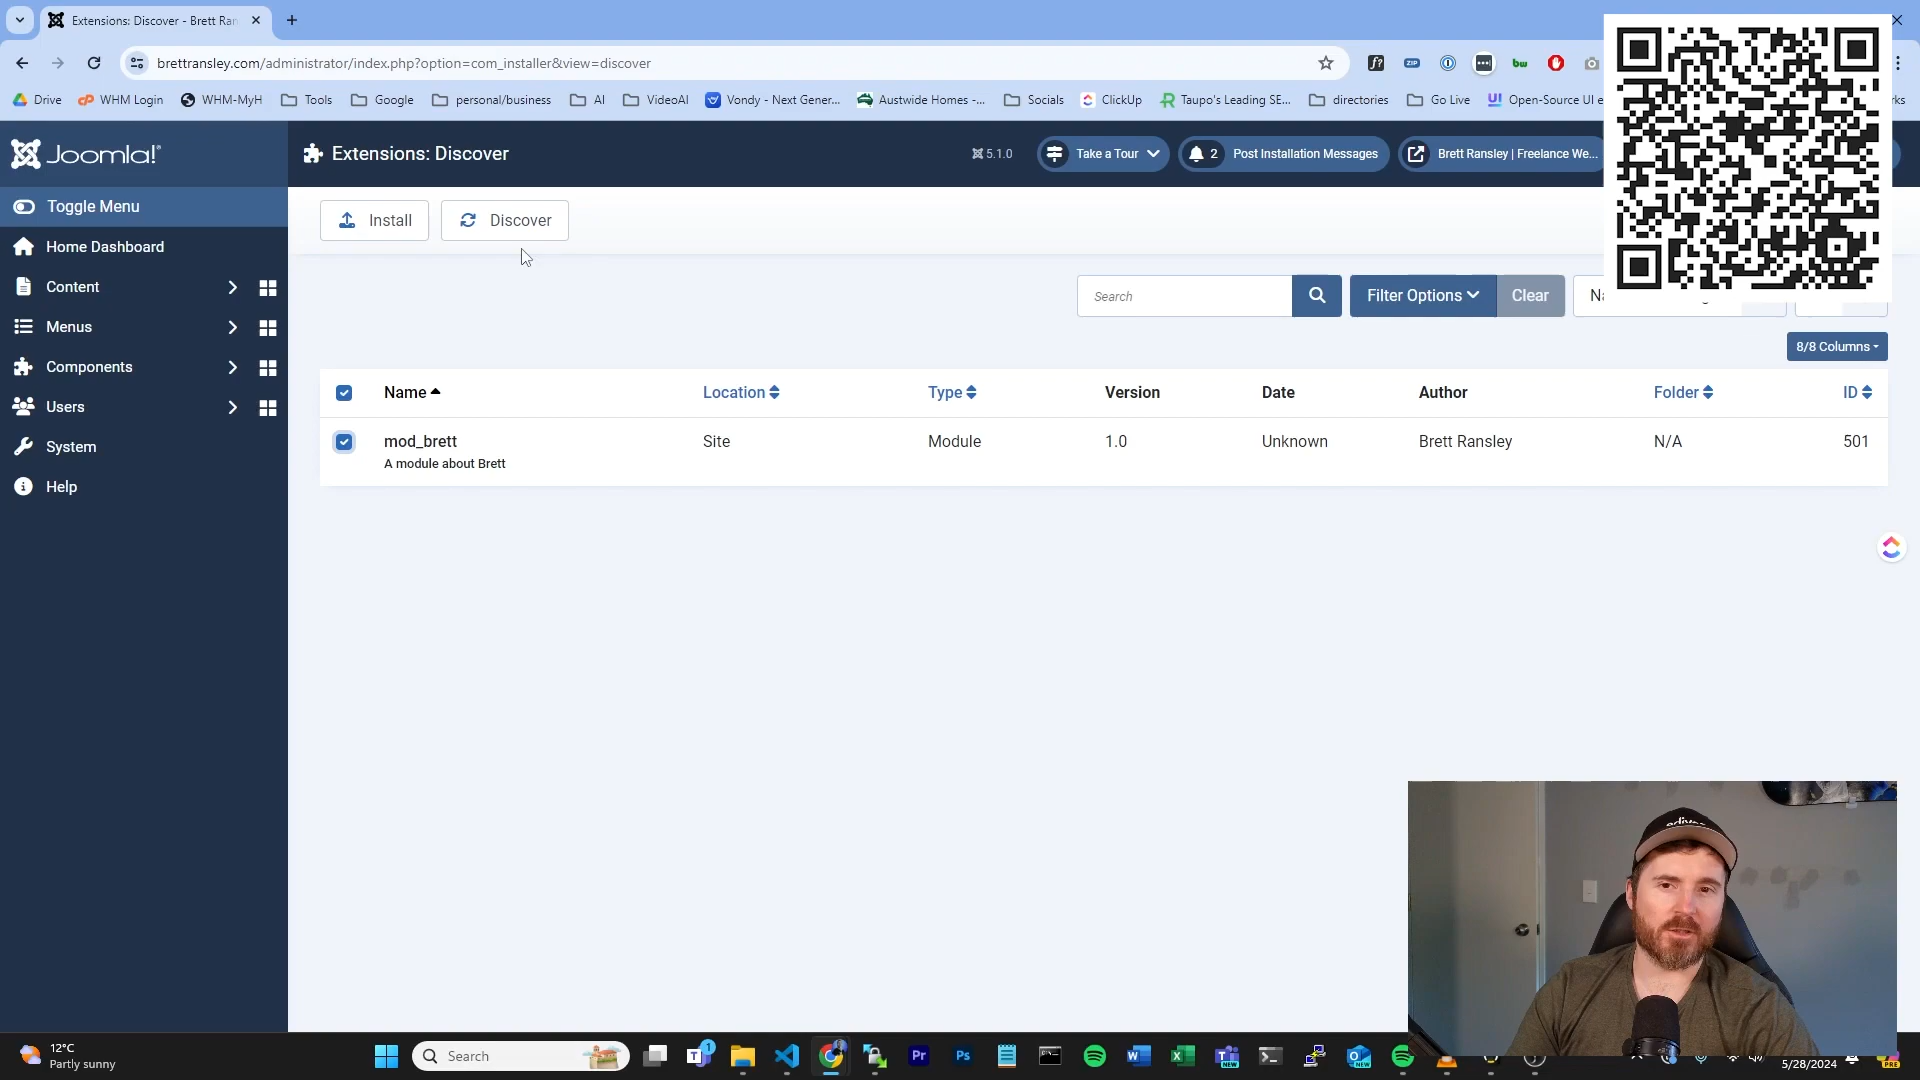 Extensions: Discover - Brett Ran
brettransley.com/administrator/index.php?option=com_installer&view=discover
Drive
WHM Login
WHM-MyH
Tools
Google
personal/business
AI
VideoAI
Vondy - Next Gener...
Austwide Homes -...
Socials
ClickUp
Taupo's Leading SE...
directories
Go Live
Open-Source UI e
rks
Joomla!
Extensions: Discover
5.1.0
Take a Tour
2
Post Installation Messages
Brett Ransley | Freelance We...
Toggle Menu
Home Dashboard
Content
Menus
Components
Users
System
Help
Install
Discover
Search
Filter Options
Clear
8/8 Columns
Name
Location
Type
Version
Date
Author
Folder
ID
mod_brett
Site
Module
1.0
Unknown
Brett Ransley
N/A
501
A module about Brett
12°C
Partly sunny
Search
5/28/2024